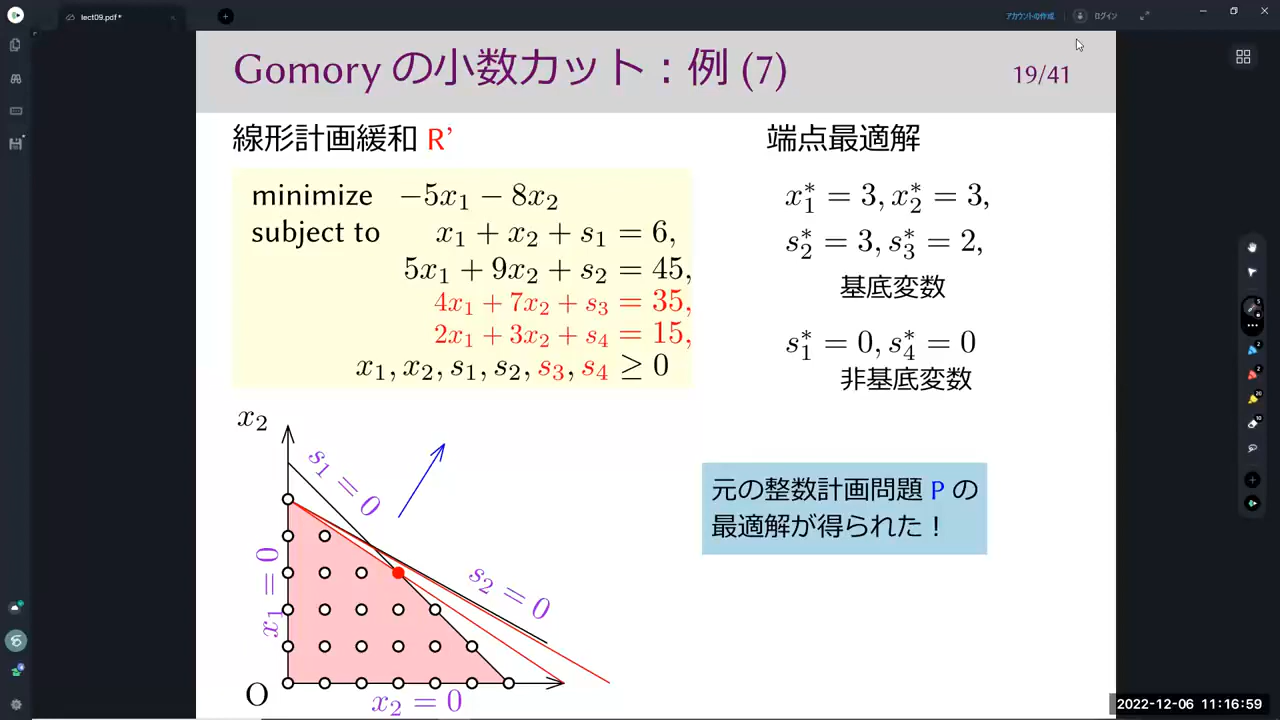 lect09.pdf*
アカウントの作成
ログイン
Gomory の小数カット：例 (7)
19/41
線形計画緩和 R’
minimize −5x₁ − 8x₂
subject to x₁ + x₂ + s₁ = 6,
5x₁ + 9x₂ + s₂ = 45,
4x₁ + 7x₂ + s₃ = 35,
2x₁ + 3x₂ + s₄ = 15,
x₁, x₂, s₁, s₂, s₃, s₄ ≥ 0
端点最適解
x₁* = 3, x₂* = 3,
s₂* = 3, s₃* = 2,
基底変数
s₁* = 0, s₄* = 0
非基底変数
x₂
s₁ = 0
x₁ = 0
s₂ = 0
O
x₂ = 0
元の整数計画問題 P の
最適解が得られた！
2022-12-06 11:16:59